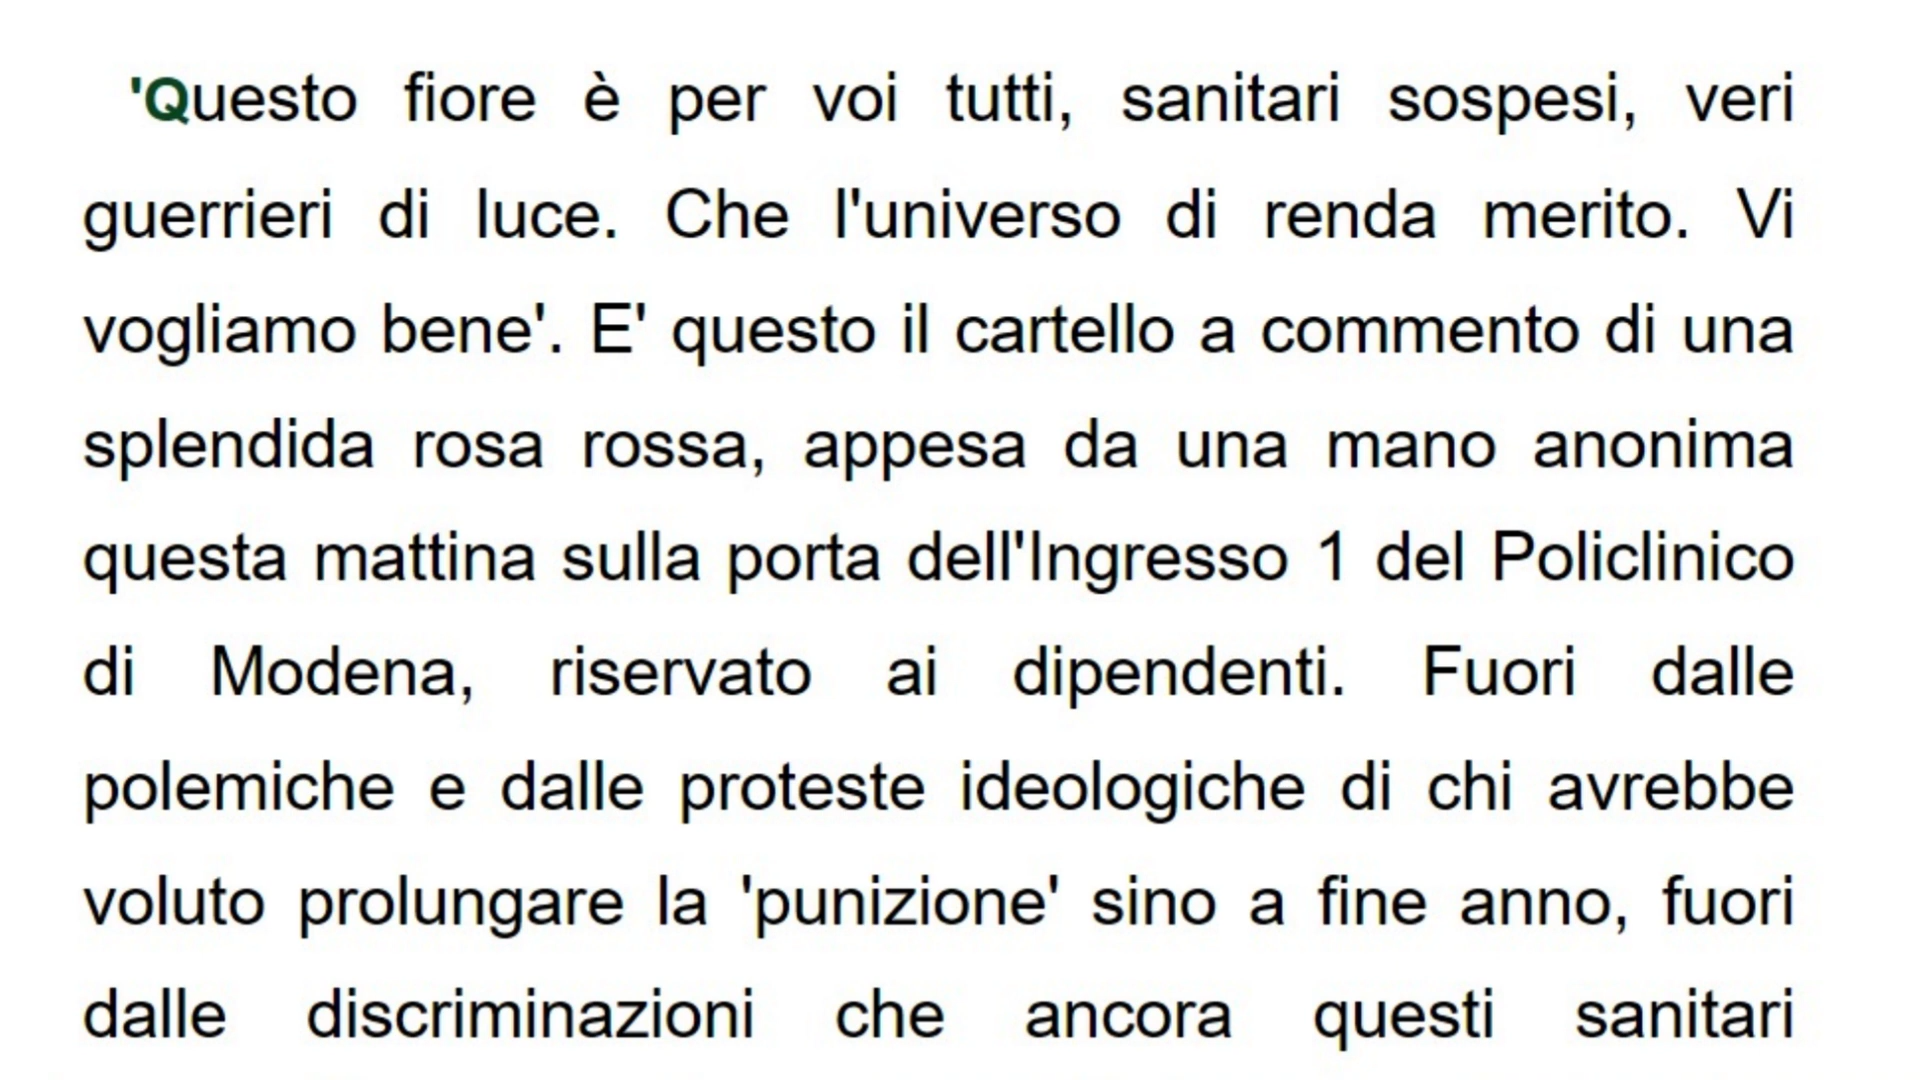 'Questo fiore è per voi tutti, sanitari sospesi, veri
guerrieri di luce. Che l'universo di renda merito. Vi
vogliamo bene'. E' questo il cartello a commento di una
splendida rosa rossa, appesa da una mano anonima
questa mattina sulla porta dell'Ingresso 1 del Policlinico
di Modena, riservato ai dipendenti. Fuori dalle
polemiche e dalle proteste ideologiche di chi avrebbe
voluto prolungare la 'punizione' sino a fine anno, fuori
dalle discriminazioni che ancora questi sanitari